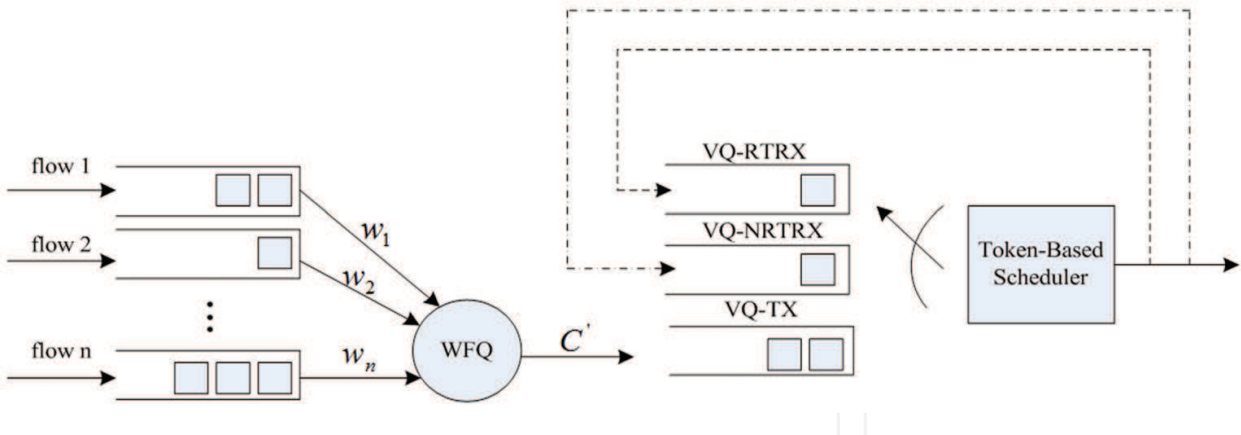 flow 1
flow 2
flow n
w1
w2
wn
WFQ
C'
VQ-RTRX
VQ-NRTRX
VQ-TX
Token-Based
Scheduler